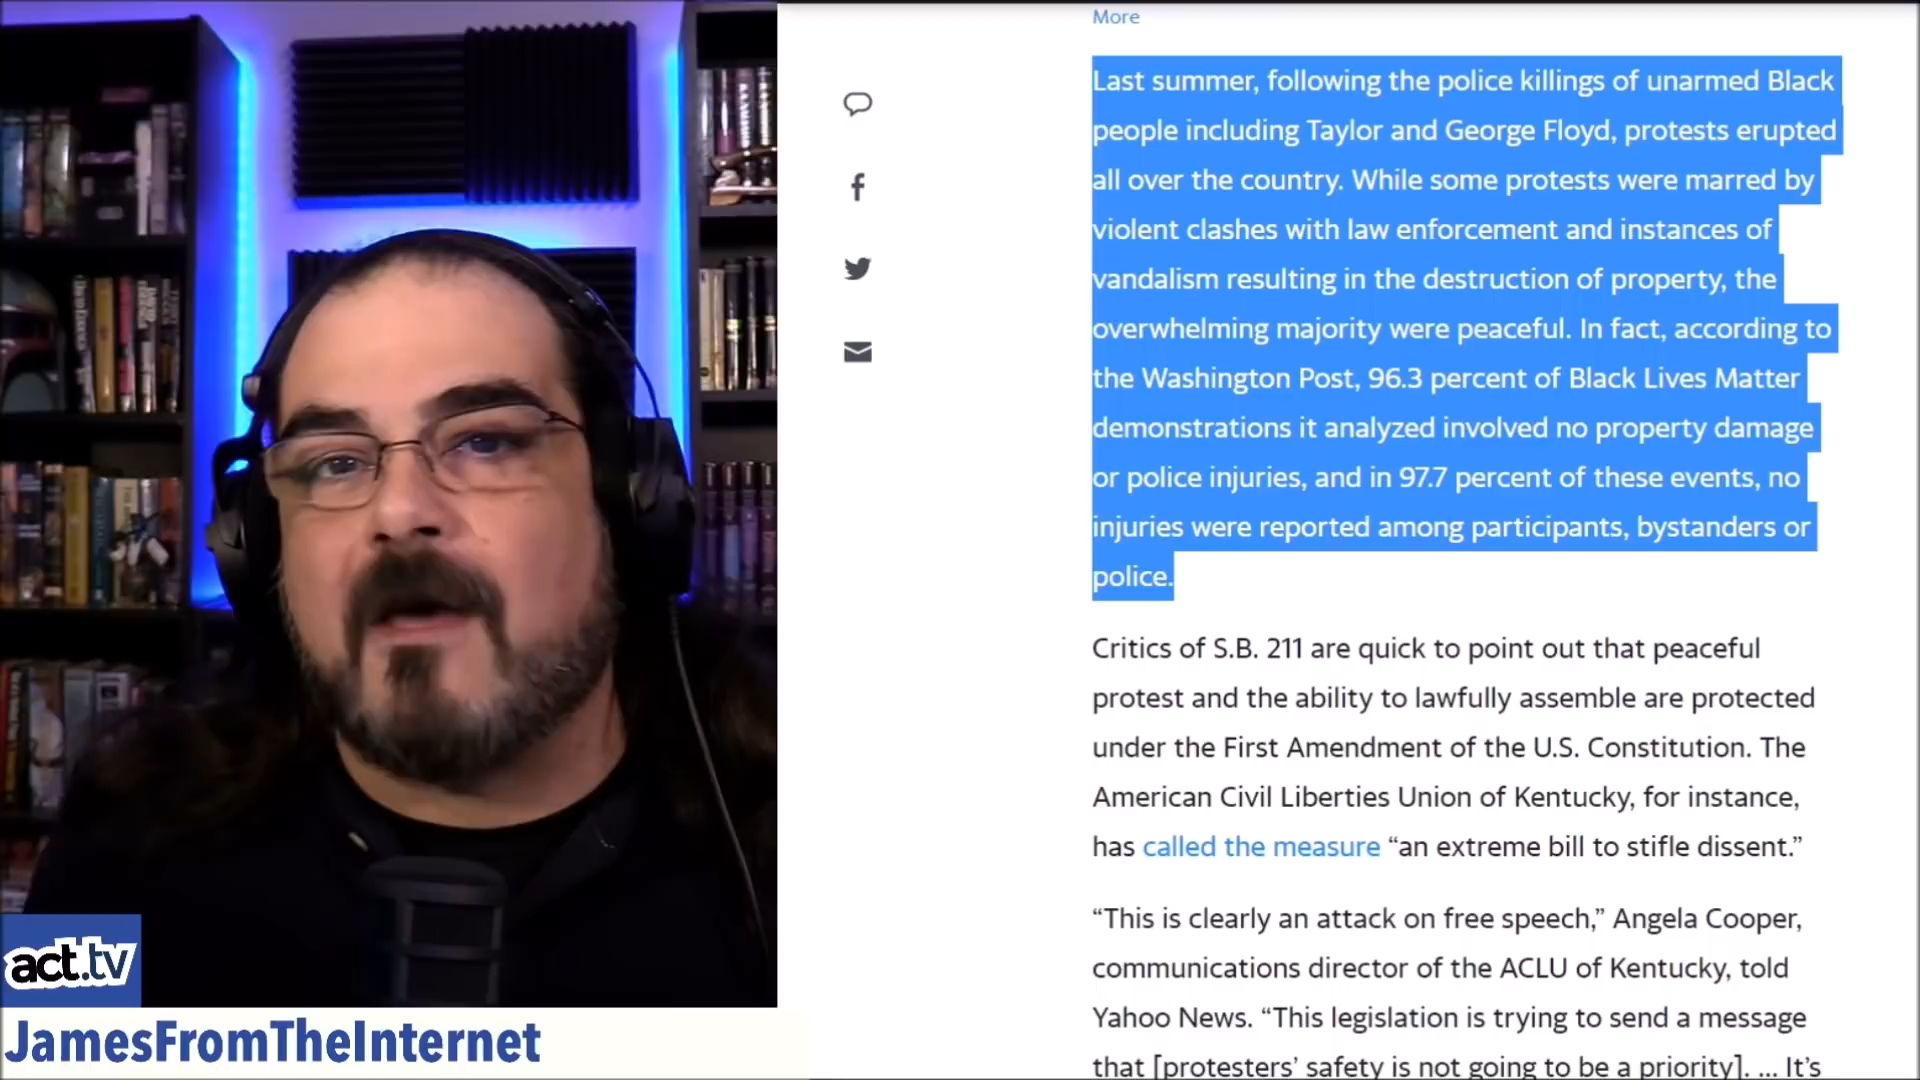 More
Last summer, following the police killings of unarmed Black
people including Taylor and George Floyd, protests erupted
all over the country. While some protests were marred by
violent clashes with law enforcement and instances of
vandalism resulting in the destruction of property, the
overwhelming majority were peaceful. In fact, according to
the Washington Post, 96.3 percent of Black Lives Matter
demonstrations it analyzed involved no property damage
or police injuries, and in 97.7 percent of these events, no
injuries were reported among participants, bystanders or
police.
Critics of S.B. 211 are quick to point out that peaceful
protest and the ability to lawfully assemble are protected
under the First Amendment of the U.S. Constitution. The
American Civil Liberties Union of Kentucky, for instance,
has called the measure “an extreme bill to stifle dissent.”
“This is clearly an attack on free speech,” Angela Cooper,
communications director of the ACLU of Kentucky, told
Yahoo News. “This legislation is trying to send a message
that [protesters’ safety is not going to be a priority]. ... It’s
act.tv
JamesFromTheInternet